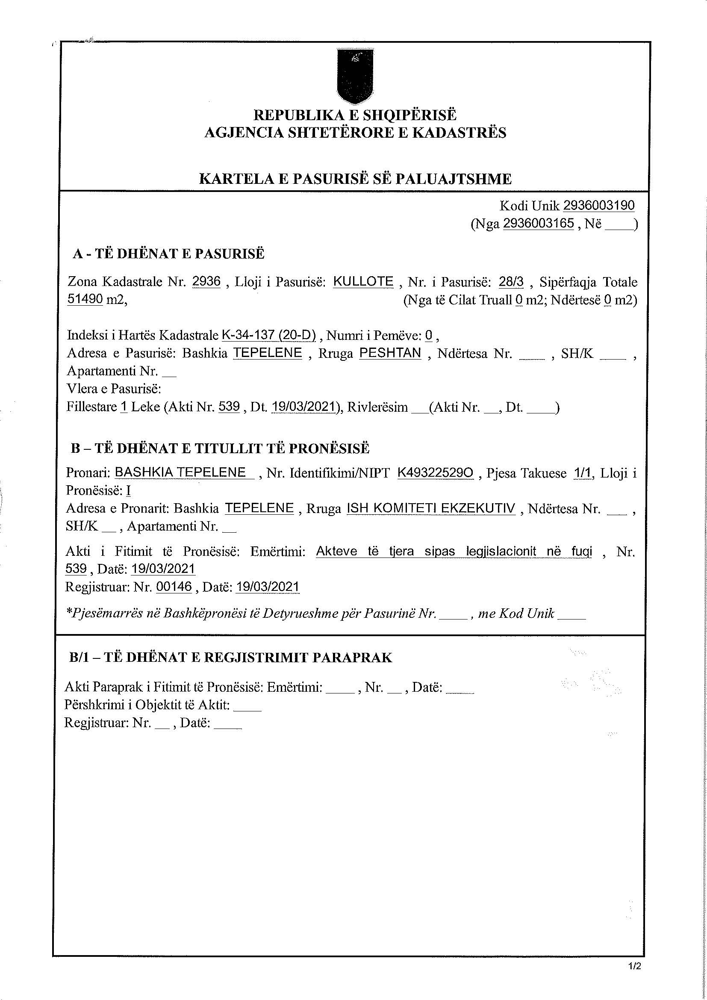 REPUBLIKA E SHQIPËRISË
AGJENCIA SHTETËRORE E KADASTRËS
KARTELA E PASURISË SË PALUAJTSHME
Kodi Unik 2936003190
(Nga 2936003165 , Në ____)
A - TË DHËNAT E PASURISË
Zona Kadastrale Nr. 2936 , Lloji i Pasurisë: KULLOTE , Nr. i Pasurisë: 28/3 , Sipërfaqja Totale
51490 m2, (Nga të Cilat Truall 0 m2; Ndërtesë 0 m2)
Indeksi i Hartës Kadastrale K-34-137 (20-D) , Numri i Pemëve: 0 ,
Adresa e Pasurisë: Bashkia TEPELENE , Rruga PESHTAN , Ndërtesa Nr. ____ , SH/K ____ ,
Apartamenti Nr. __
Vlera e Pasurisë:
Fillestare 1 Leke (Akti Nr. 539 , Dt. 19/03/2021), Rivlerësim ___(Akti Nr. __, Dt. ____)
B – TË DHËNAT E TITULLIT TË PRONËSISË
Pronari: BASHKIA TEPELENE , Nr. Identifikimi/NIPT K49322529O , Pjesa Takuese 1/1, Lloji i
Pronësisë: I
Adresa e Pronarit: Bashkia TEPELENE , Rruga ISH KOMITETI EKZEKUTIV , Ndërtesa Nr. ___ ,
SH/K __ , Apartamenti Nr. __
Akti i Fitimit të Pronësisë: Emërtimi: Akteve të tjera sipas legjislacionit në fuqi , Nr.
539 , Datë: 19/03/2021
Regjistruar: Nr. 00146 , Datë: 19/03/2021
*Pjesëmarrës në Bashkëpronësi të Detyrueshme për Pasurinë Nr. ____ , me Kod Unik ____
B/1 – TË DHËNAT E REGJISTRIMIT PARAPRAK
Akti Paraprak i Fitimit të Pronësisë: Emërtimi: ____ , Nr. __ , Datë: ____
Përshkrimi i Objektit të Aktit: ____
Regjistruar: Nr. __ , Datë: ____
1/2